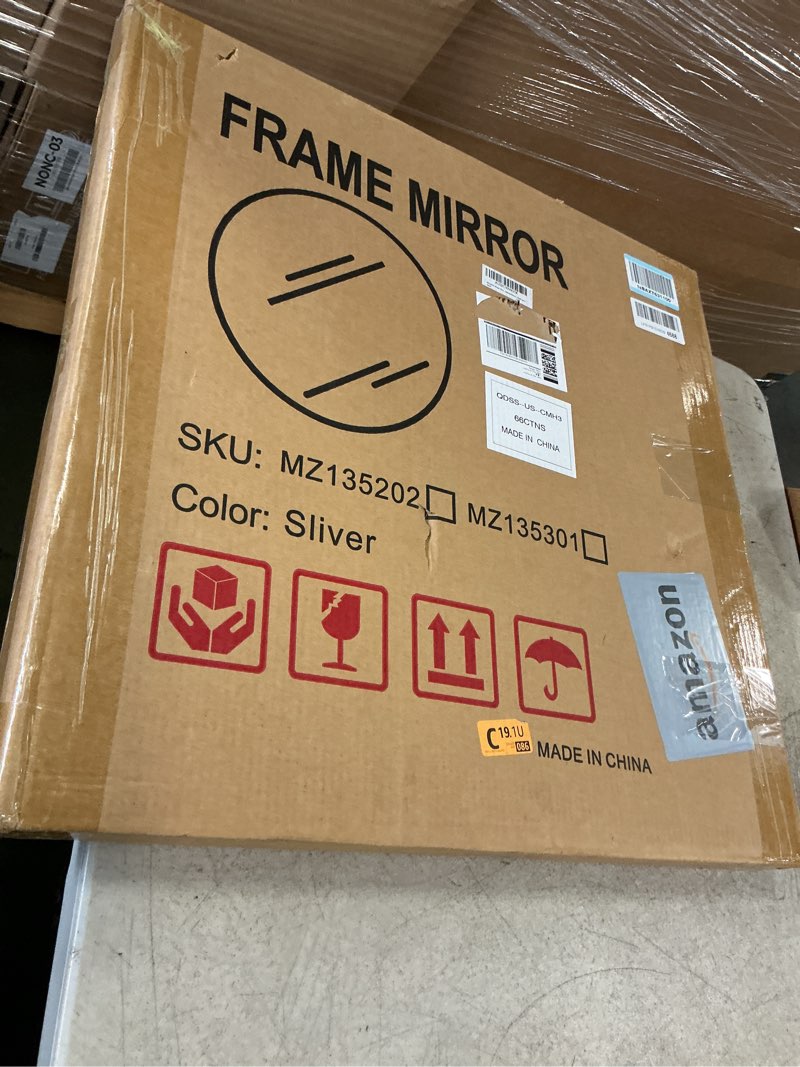 NONC-03
FRAME MIRROR
QDSS-US-CMH3
66CTNS
MADE IN CHINA
SKU: MZ135202 MZ135301
Color: Sliver
amazon
C 19.1U
086
MADE IN CHINA